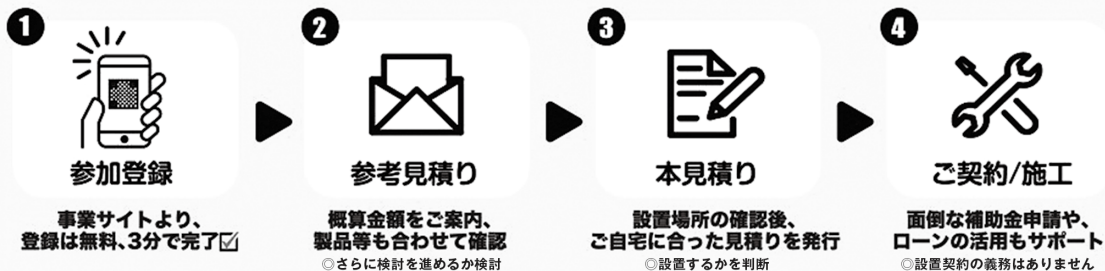 1
参加登録
事業サイトより、
登録は無料、3分で完了☑
2
参考見積り
概算金額をご案内、
製品等も合わせて確認
◎さらに検討を進めるか検討
3
本見積り
設置場所の確認後、
ご自宅に合った見積りを発行
◎設置するかを判断
4
ご契約/施工
面倒な補助金申請や、
ローンの活用もサポート
◎設置契約の義務はありません